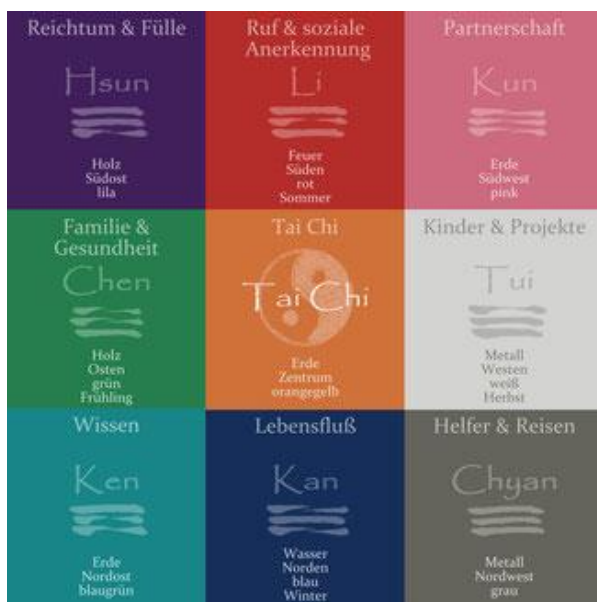 Reichtum & Fülle
Hsun
Holz
Südost
lila
Ruf & soziale
Anerkennung
Li
Feuer
Süden
rot
Sommer
Partnerschaft
Kun
Erde
Südwest
pink
Familie &
Gesundheit
Chen
Holz
Osten
grün
Frühling
Tai Chi
Tai Chi
Erde
Zentrum
orangegelb
Kinder & Projekte
Tui
Metall
Westen
weiß
Herbst
Wissen
Ken
Erde
Nordost
blaugrün
Lebensfluß
Kan
Wasser
Norden
blau
Winter
Helfer & Reisen
Chyan
Metall
Nordwest
grau